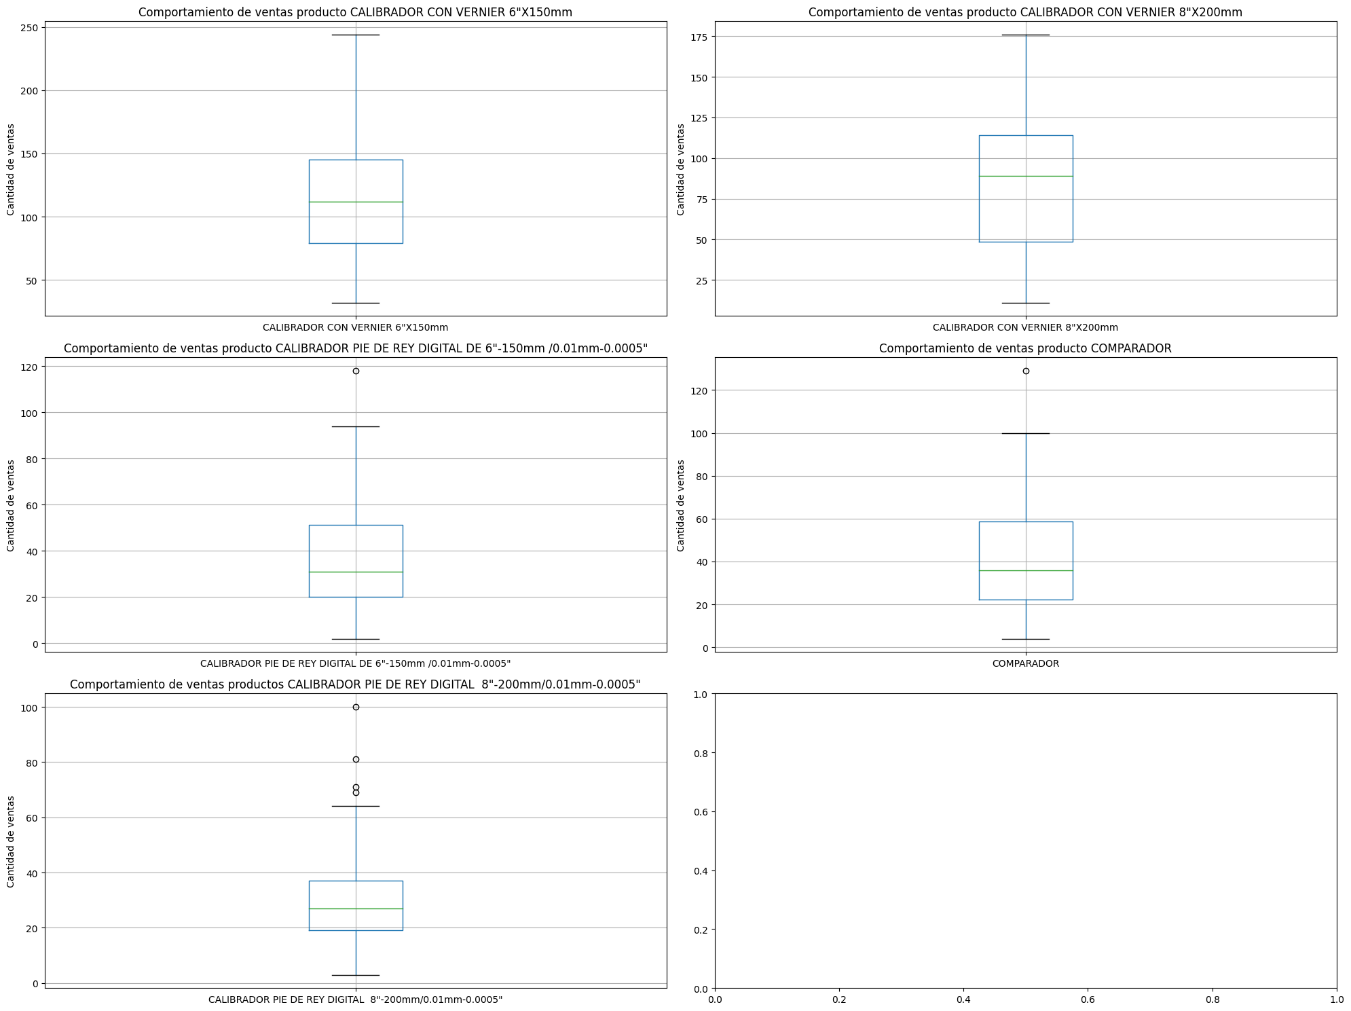 Comportamiento de ventas producto CALIBRADOR CON VERNIER 6"X150mm
250
200
150
100
50
Cantidad de ventas
CALIBRADOR CON VERNIER 6"X150mm
Comportamiento de ventas producto CALIBRADOR CON VERNIER 8"X200mm
175
150
125
100
75
50
25
Cantidad de ventas
CALIBRADOR CON VERNIER 8"X200mm
Comportamiento de ventas producto CALIBRADOR PIE DE REY DIGITAL DE 6"-150mm /0.01mm-0.0005"
120
100
80
60
40
20
0
Cantidad de ventas
CALIBRADOR PIE DE REY DIGITAL DE 6"-150mm /0.01mm-0.0005"
Comportamiento de ventas producto COMPARADOR
120
100
80
60
40
20
0
Cantidad de ventas
COMPARADOR
Comportamiento de ventas productos CALIBRADOR PIE DE REY DIGITAL  8"-200mm/0.01mm-0.0005"
100
80
60
40
20
0
Cantidad de ventas
CALIBRADOR PIE DE REY DIGITAL  8"-200mm/0.01mm-0.0005"
1.0
0.8
0.6
0.4
0.2
0.0
0.0 0.2 0.4 0.6 0.8 1.0